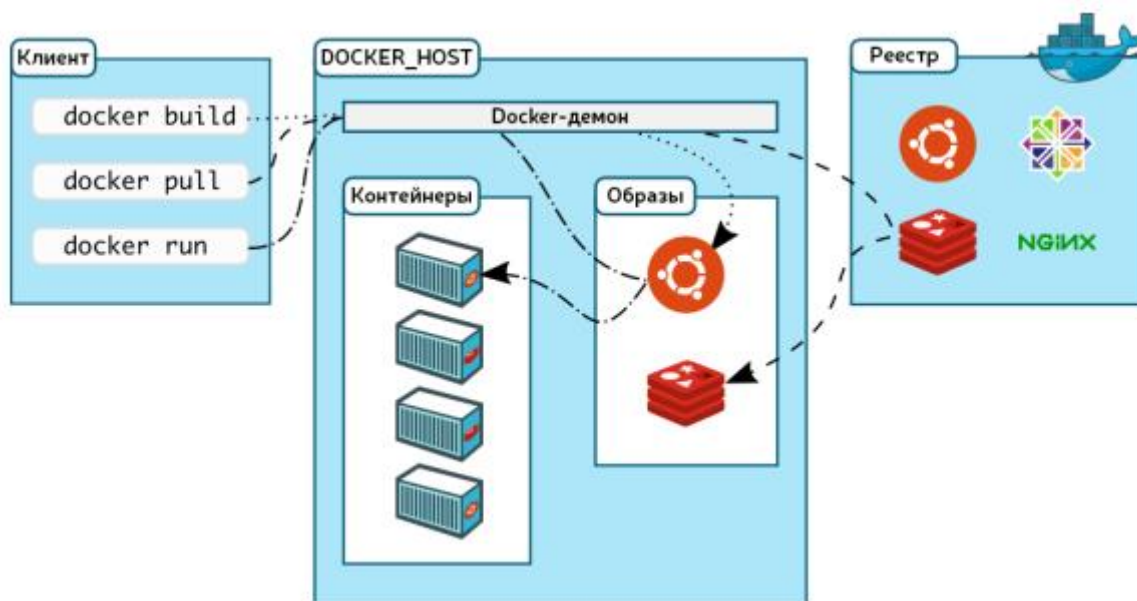 Клиент
docker build
docker pull
docker run
DOCKER_HOST
Docker-демон
Контейнеры
Образы
Реестр
NGiNX